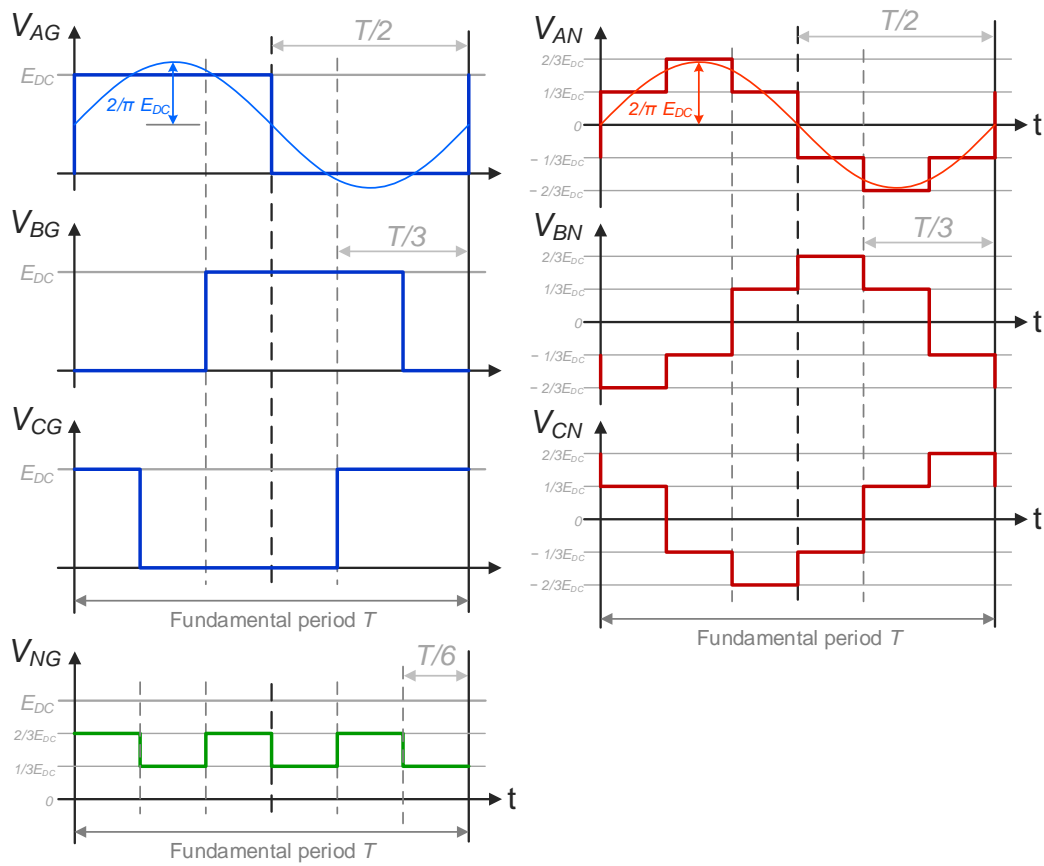 V_AG
T/2
E_DC
2/π E_DC
V_BG
T/3
E_DC
V_CG
E_DC
Fundamental period T
V_NG
T/6
E_DC
2/3E_DC
1/3E_DC
0
t
Fundamental period T
V_AN
T/2
2/3E_DC
1/3E_DC
2/π E_DC
0
t
− 1/3E_DC
− 2/3E_DC
V_BN
T/3
2/3E_DC
1/3E_DC
0
t
− 1/3E_DC
− 2/3E_DC
V_CN
2/3E_DC
1/3E_DC
0
t
− 1/3E_DC
− 2/3E_DC
Fundamental period T